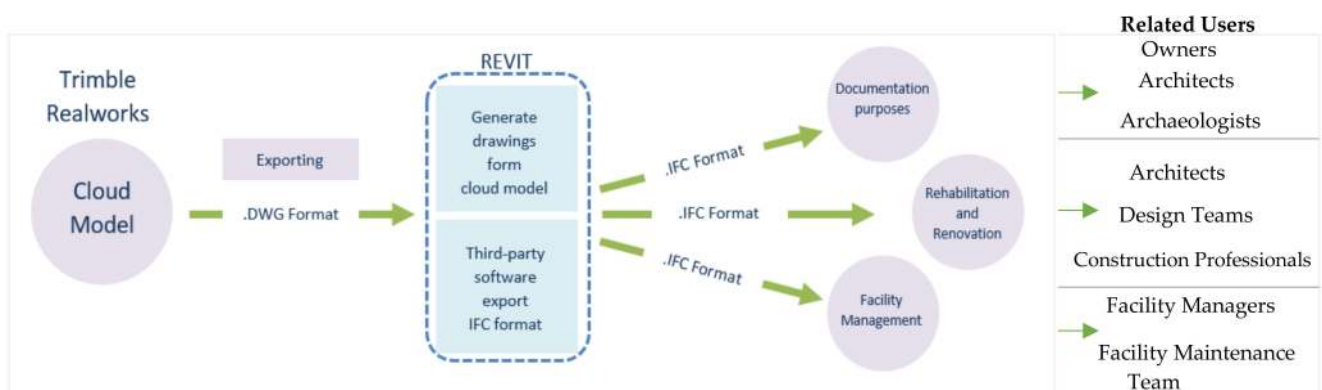 Trimble
Realworks
Cloud
Model
Exporting
.DWG Format
REVIT
Generate
drawings
form
cloud model
Third-party
software
export
IFC format
.IFC Format
.IFC Format
.IFC Format
Documentation
purposes
Rehabilitation
and
Renovation
Facility
Management
Related Users
Owners
Architects
Archaeologists
Architects
Design Teams
Construction Professionals
Facility Managers
Facility Maintenance
Team